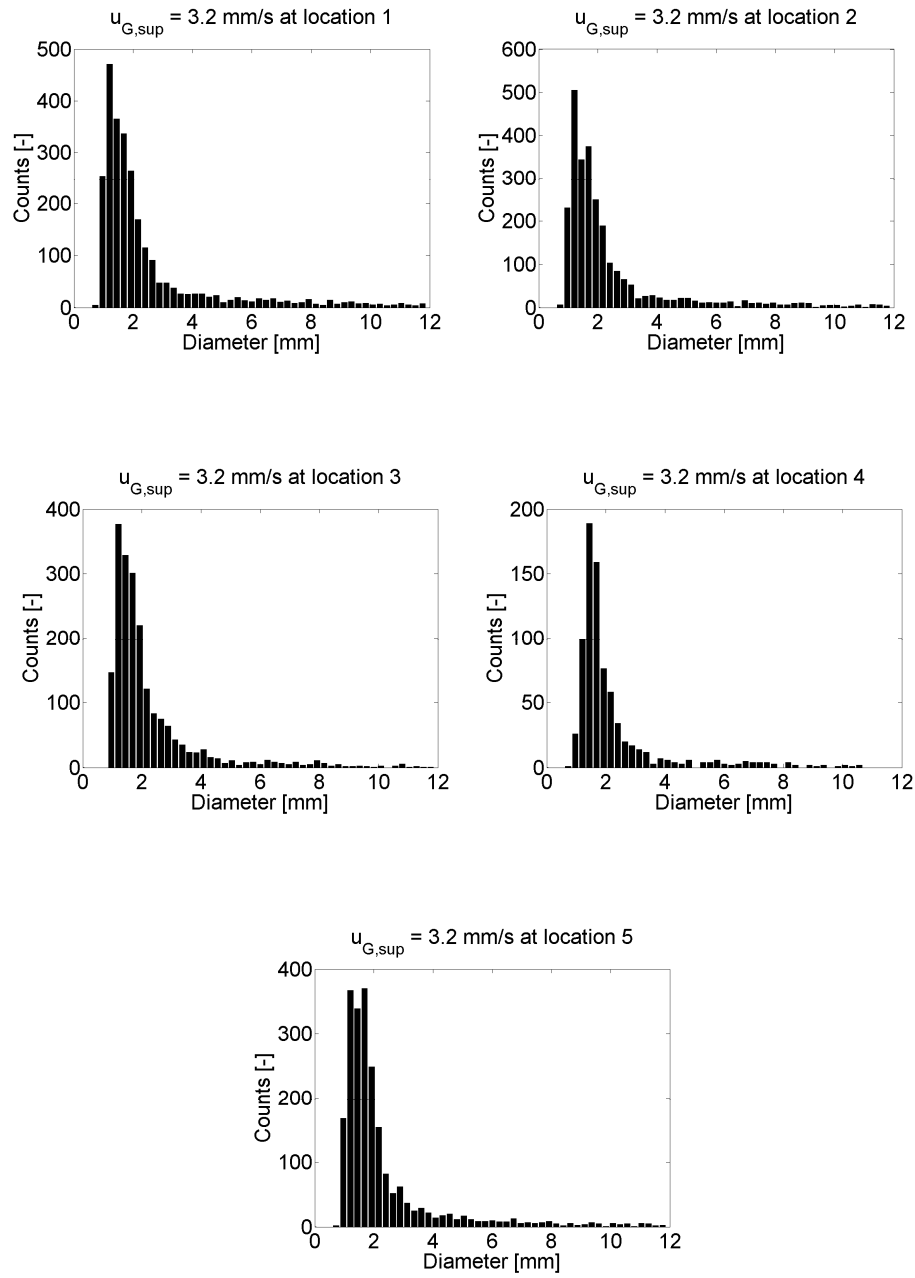 u_G,sup = 3.2 mm/s at location 1
500
400
300
200
100
0
Counts [-]
0 2 4 6 8 10 12
Diameter [mm]
u_G,sup = 3.2 mm/s at location 2
600
500
400
300
200
100
0
Counts [-]
0 2 4 6 8 10 12
Diameter [mm]
u_G,sup = 3.2 mm/s at location 3
400
300
200
100
0
Counts [-]
0 2 4 6 8 10 12
Diameter [mm]
u_G,sup = 3.2 mm/s at location 4
200
150
100
50
0
Counts [-]
0 2 4 6 8 10 12
Diameter [mm]
u_G,sup = 3.2 mm/s at location 5
400
300
200
100
0
Counts [-]
0 2 4 6 8 10 12
Diameter [mm]